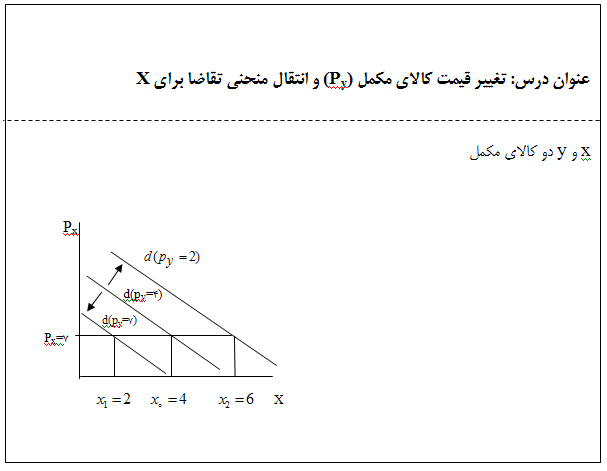 عنوان درس: تغییر قیمت کالای مکمل (Py) و انتقال منحنی تقاضا برای X
x و y دو کالای مکمل
Px
d(py = 2)
d(py=۴)
d(py=۷)
Px=۷
x₁ = 2 x₀ = 4 x₂ = 6 X